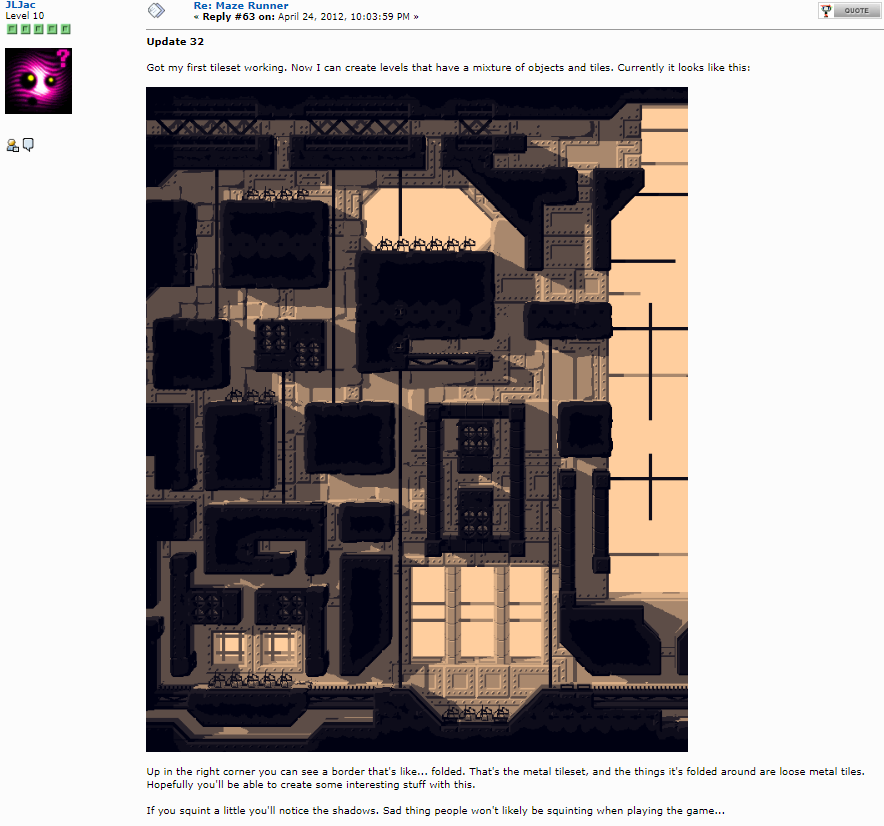 JLJac
Level 10
Re: Maze Runner
« Reply #63 on: April 24, 2012, 10:03:59 PM »
QUOTE
Update 32
Got my first tileset working. Now I can create levels that have a mixture of objects and tiles. Currently it looks like this:
Up in the right corner you can see a border that's like... folded. That's the metal tileset, and the things it's folded around are loose metal tiles.
Hopefully you'll be able to create some interesting stuff with this.
If you squint a little you'll notice the shadows. Sad thing people won't likely be squinting when playing the game...